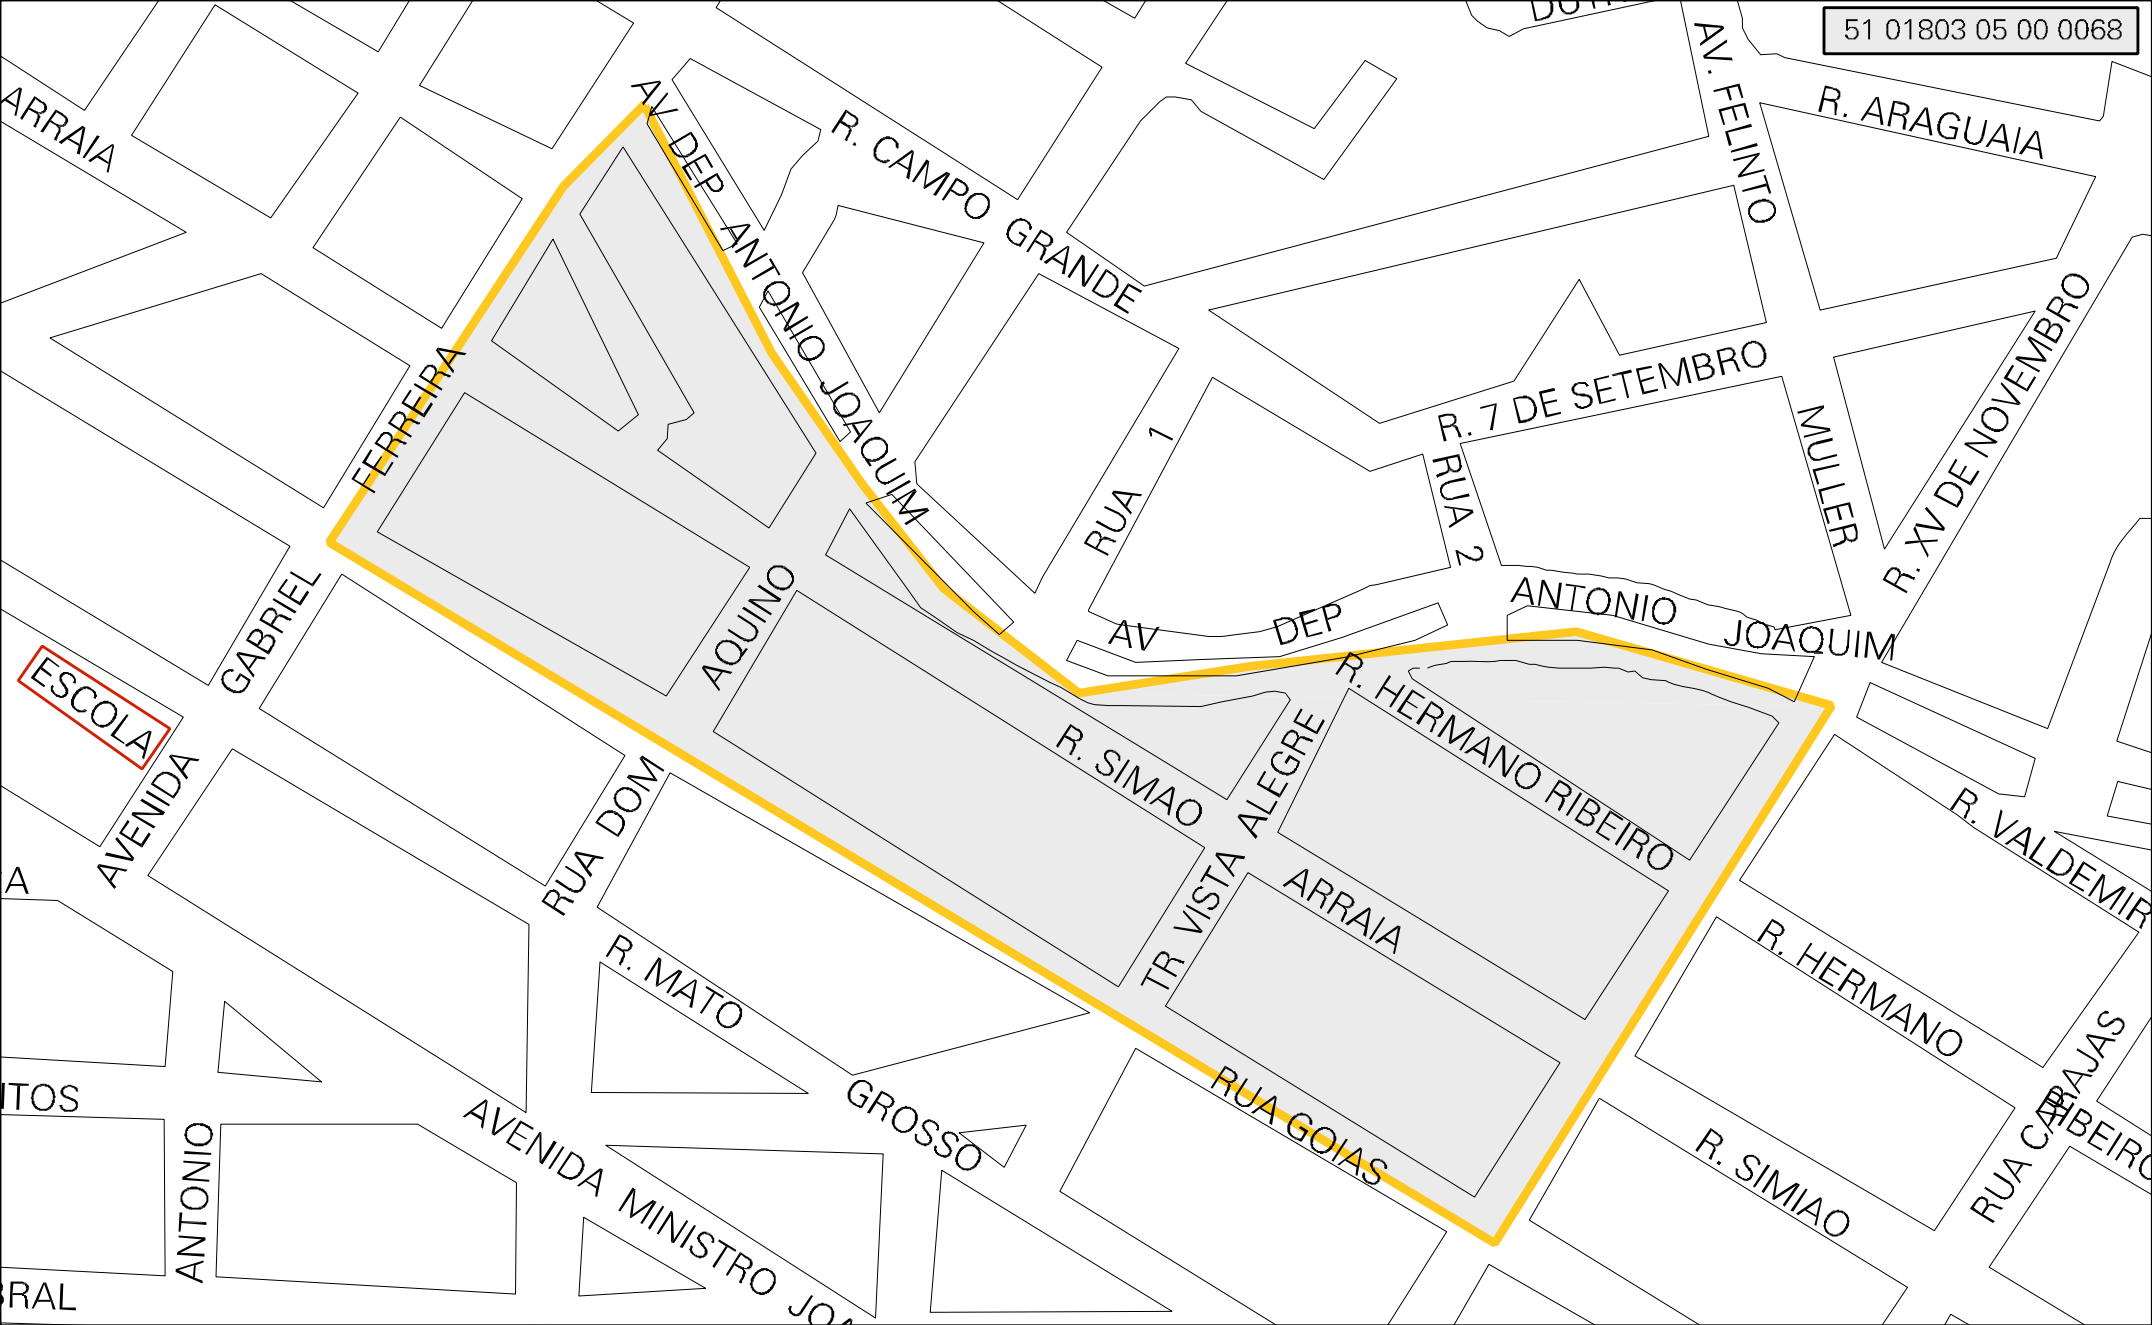 51 01803 05 00 0068
AV. FELINTO
MULLER
R. ARAGUAIA
ARRAIA
AV DEP ANTONIO JOAQUIM
R. CAMPO GRANDE
R. XV DE NOVEMBRO
R. 7 DE SETEMBRO
FERREIRA
RUA 1
RUA 2
AV DEP ANTONIO JOAQUIM
GABRIEL
AQUINO
ESCOLA
AVENIDA
R. HERMANO RIBEIRO
R. SIMAO
TR VISTA ALEGRE
RUA DOM
R. VALDEMIR
A
ARRAIA
R. MATO
GROSSO
R. HERMANO
RIBEIRO
RUA CARAJAS
RUA GOIAS
ITOS
ANTONIO
AVENIDA MINISTRO JOA
R. SIMIAO
BRAL